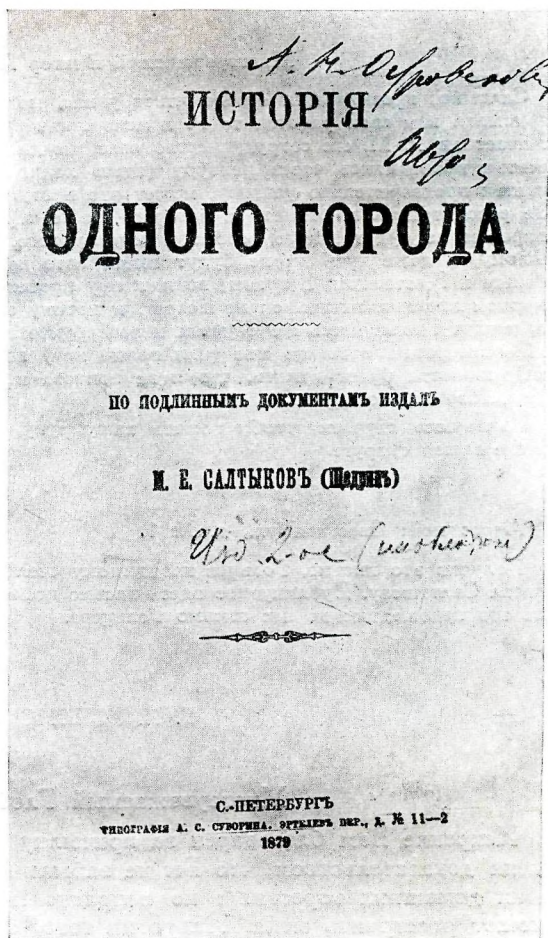 А. Н. Островскому
ИСТОРІЯ
ОДНОГО ГОРОДА
ПО ПОДЛИННЫМЪ ДОКУМЕНТАМЪ ИЗДАЛЪ
М. Е. САЛТЫКОВЪ (Щедринъ)
Изд 2-ое
С.-ПЕТЕРБУРГЪ
ТИПОГРАФІЯ А. С. СУВОРИНА. ЭРТЕЛЕВЪ ПЕР., Д. № 11—2
1879